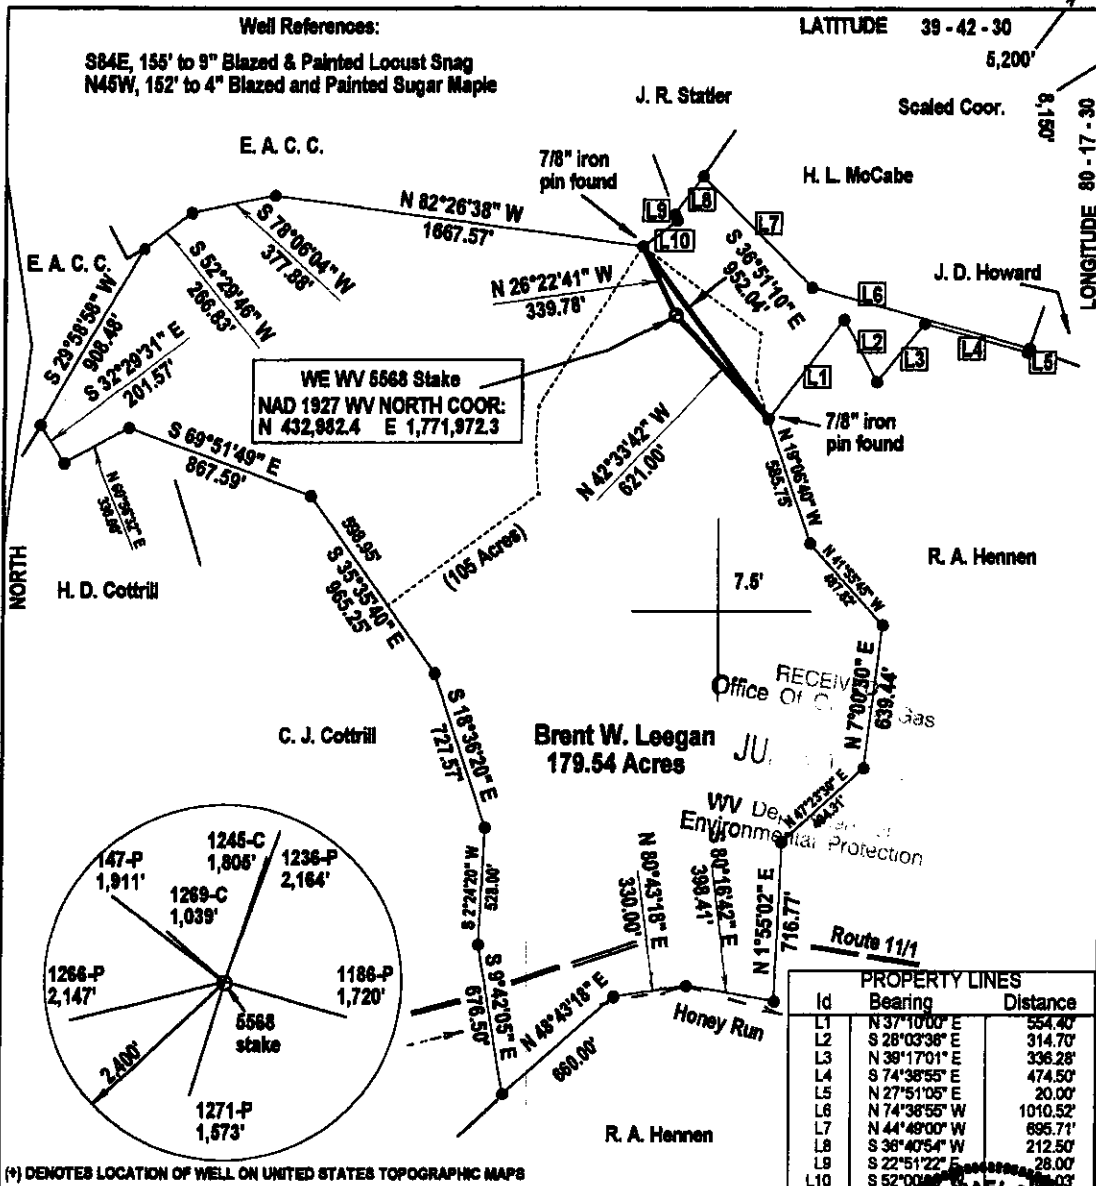 Well References:
S84E, 155' to 9" Blazed & Painted Locust Snag
N45W, 152' to 4" Blazed and Painted Sugar Maple
LATITUDE 39 - 42 - 30
5,200'
Scaled Coor.
8,150'
LONGITUDE 80 - 17 - 30
J. R. Statler
E. A. C. C.
7/8" iron
pin found
H. L. McCabe
L8
L9
L7
L10
N 82°26'38" W
1667.57'
S 78°06'04" W
377.88'
S 52°29'46" W
266.83'
E. A. C. C.
S 29°58'58" W
908.48'
S 32°29'31" E
201.57'
N 26°22'41" W
339.78'
S 36°51'10" E
952.04'
J. D. Howard
L6
L2
L3
L4
L5
L1
WE WV 5568 Stake
NAD 1927 WV NORTH COOR:
N 432,982.4 E 1,771,972.3
7/8" iron
pin found
S 69°51'49" E
867.59'
N 42°33'42" W
621.00'
N 19°06'40" W
585.75'
NORTH
H. D. Cottrill
598.95'
S 35°35'40" E
965.25'
(105 Acres)
7.5'
R. A. Hennen
N 41°55'45" W
487.82'
N 7°00'30" E
639.44'
RECEIV
Office Of
Gas
C. J. Cottrill
S 18°36'20" E
727.57'
Brent W. Leegan
179.54 Acres
JU
WV De
Environmental Protection
N 47°23'39" E
S 2°24'20" W
528.00'
N 80°43'18" E
330.00'
S 80°16'42" E
398.41'
N 1°55'02" E
716.77'
Route 11/1
S 9°42'05" E
676.50'
N 48°43'18" E
660.00'
Honey Run
R. A. Hennen
147-P
1,911'
1245-C
1,805'
1236-P
2,164'
1269-C
1,039'
1266-P
2,147'
1186-P
1,720'
5568
stake
2,400'
1271-P
1,573'
PROPERTY LINES
Id Bearing Distance
L1 N 37°10'00" E 554.40'
L2 S 28°03'36" E 314.70'
L3 N 39°17'01" E 336.28'
L4 S 74°38'55" E 474.50'
L5 N 27°51'05" E 20.00'
L6 N 74°38'55" W 1010.52'
L7 N 44°49'00" W 695.71'
L8 S 36°40'54" W 212.50'
L9 S 22°51'22" E 28.00'
L10 S 52°00'
(+) DENOTES LOCATION OF WELL ON UNITED STATES TOPOGRAPHIC MAPS